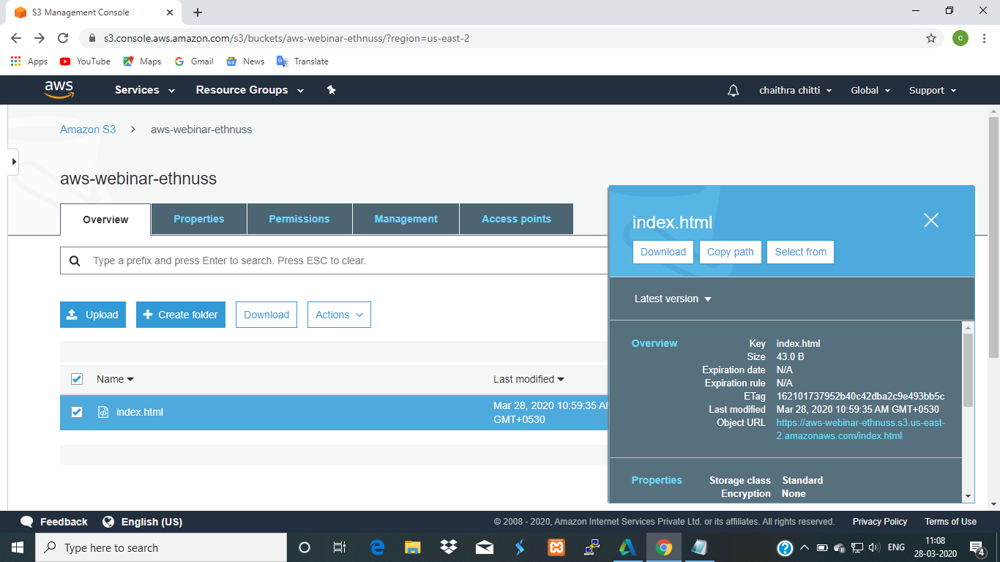 S3 Management Console
s3.console.aws.amazon.com/s3/buckets/aws-webinar-ethnuss/?region=us-east-2
c
Apps YouTube Maps Gmail News Translate
aws Services Resource Groups chaithra chitti Global Support
Amazon S3 > aws-webinar-ethnuss
aws-webinar-ethnuss
Overview Properties Permissions Management Access points
Type a prefix and press Enter to search. Press ESC to clear.
Upload Create folder Download Actions
Name Last modified
index.html Mar 28, 2020 10:59:35 AM
GMT+0530
index.html
Download Copy path Select from
Latest version
Overview
Key index.html
Size 43.0 B
Expiration date N/A
Expiration rule N/A
ETag 162101737952b40c42dba2c9e493bb5c
Last modified Mar 28, 2020 10:59:35 AM GMT+0530
Object URL https://aws-webinar-ethnuss.s3.us-east-
2.amazonaws.com/index.html
Properties
Storage class Standard
Encryption None
Feedback English (US) © 2008 - 2020, Amazon Internet Services Private Ltd. or its affiliates. All rights reserved. Privacy Policy Terms of Use
Type here to search
ENG 11:08
28-03-2020
4